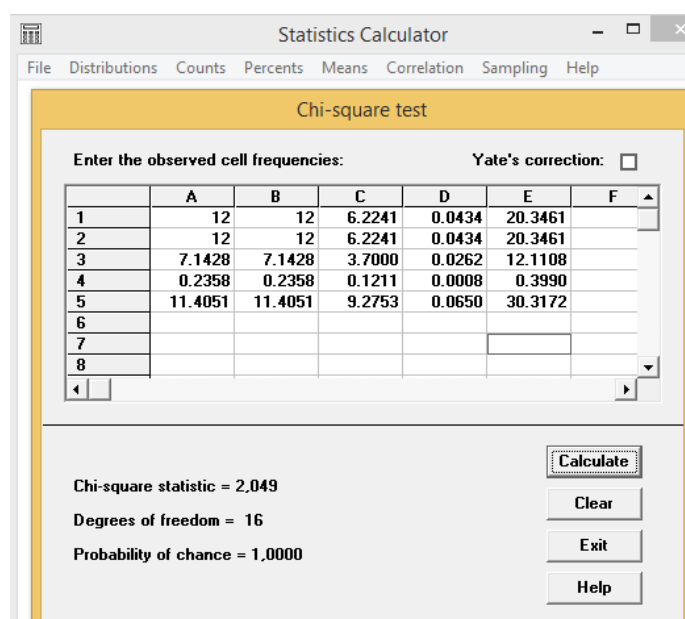 Statistics Calculator
File Distributions Counts Percents Means Correlation Sampling Help
Chi-square test
Enter the observed cell frequencies: Yate's correction:
A B C D E F
1 12 12 6.2241 0.0434 20.3461
2 12 12 6.2241 0.0434 20.3461
3 7.1428 7.1428 3.7000 0.0262 12.1108
4 0.2358 0.2358 0.1211 0.0008 0.3990
5 11.4051 11.4051 9.2753 0.0650 30.3172
6
7
8
Calculate
Chi-square statistic = 2,049
Clear
Degrees of freedom = 16
Exit
Probability of chance = 1,0000
Help